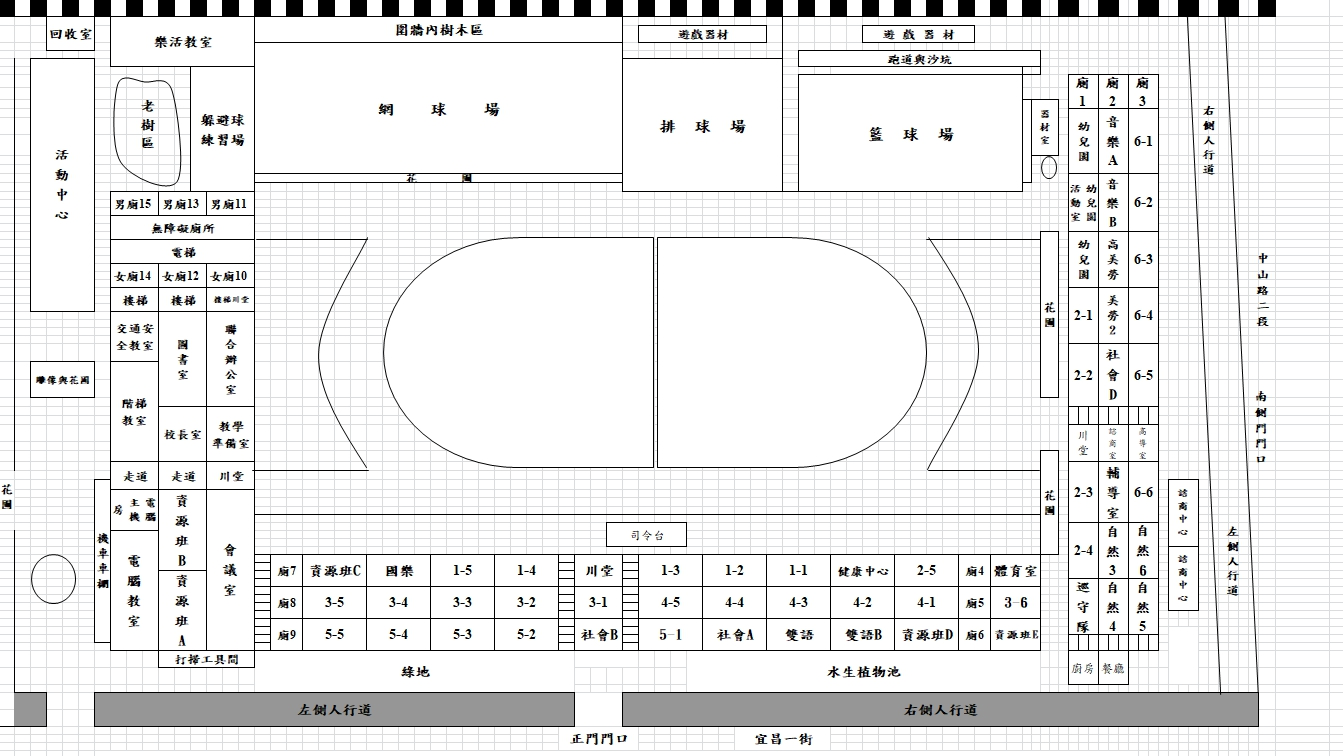 回收室
樂活教室
圍牆內樹木區
遊戲器材
遊戲器材
跑道與沙坑
活動中心
老樹區
躲避球
練習場
網球場
排球場
籃球場
器材室
花園
男廁15
男廁13
男廁11
無障礙廁所
電梯
女廁14
女廁12
女廁10
樓梯
樓梯
樓梯川堂
交通安
全教室
圖書室
聯合辦公室
雕像與花園
階梯
教室
校長室
教學
準備室
走道
走道
川堂
花園
機車車棚
電腦
主機
房
資源班B
會議室
電腦教室
資源班A
打掃工具間
花園
花園
司令台
廁7
資源班C
國樂
1-5
1-4
川堂
1-3
1-2
1-1
健康中心
2-5
廁4
體育室
廁8
3-5
3-4
3-3
3-2
3-1
4-5
4-4
4-3
4-2
4-1
廁5
3-6
廁9
5-5
5-4
5-3
5-2
社會B
5-1
社會A
雙語
雙語B
資源班D
廁6
資源班E
廁1
廁2
廁3
幼兒園
音樂A
6-1
幼兒園
活動室
音樂B
6-2
幼兒園
高美勞
6-3
2-1
美勞2
6-4
2-2
社會D
6-5
川堂
諮商室
高導室
2-3
輔導室
6-6
2-4
自然3
自然6
巡守隊
自然4
自然5
廚房
餐廳
諮商中心
諮商中心
右側人行道
中山路二段
南側門門口
左側人行道
綠地
水生植物池
左側人行道
右側人行道
正門門口
宜昌一街